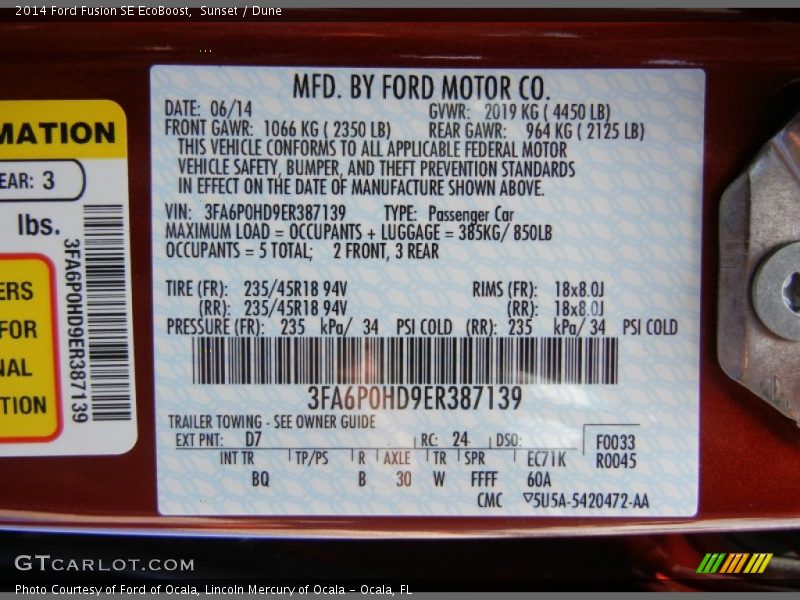 2014 Ford Fusion SE EcoBoost, Sunset / Dune
MATION
EAR: 3
lbs.
ERS
FOR
NAL
TION
3FA6P0HD9ER387139
MFD. BY FORD MOTOR CO.
DATE: 06/14 GVWR: 2019 KG ( 4450 LB)
FRONT GAWR: 1066 KG ( 2350 LB) REAR GAWR: 964 KG ( 2125 LB)
THIS VEHICLE CONFORMS TO ALL APPLICABLE FEDERAL MOTOR
VEHICLE SAFETY, BUMPER, AND THEFT PREVENTION STANDARDS
IN EFFECT ON THE DATE OF MANUFACTURE SHOWN ABOVE.
VIN: 3FA6P0HD9ER387139 TYPE: Passenger Car
MAXIMUM LOAD = OCCUPANTS + LUGGAGE = 385KG/ 850LB
OCCUPANTS = 5 TOTAL; 2 FRONT, 3 REAR
TIRE (FR): 235/45R18 94V RIMS (FR): 18x8.0J
(RR): 235/45R18 94V (RR): 18x8.0J
PRESSURE (FR): 235 kPa/ 34 PSI COLD (RR): 235 kPa/ 34 PSI COLD
3FA6P0HD9ER387139
TRAILER TOWING - SEE OWNER GUIDE
EXT PNT: D7 RC: 24 DSO: F0033
INT TR TP/PS R AXLE TR SPR EC71K R0045
BQ B 30 W FFFF 60A
CMC ▽5U5A-5420472-AA
GTCARLOT.COM
Photo Courtesy of Ford of Ocala, Lincoln Mercury of Ocala – Ocala, FL